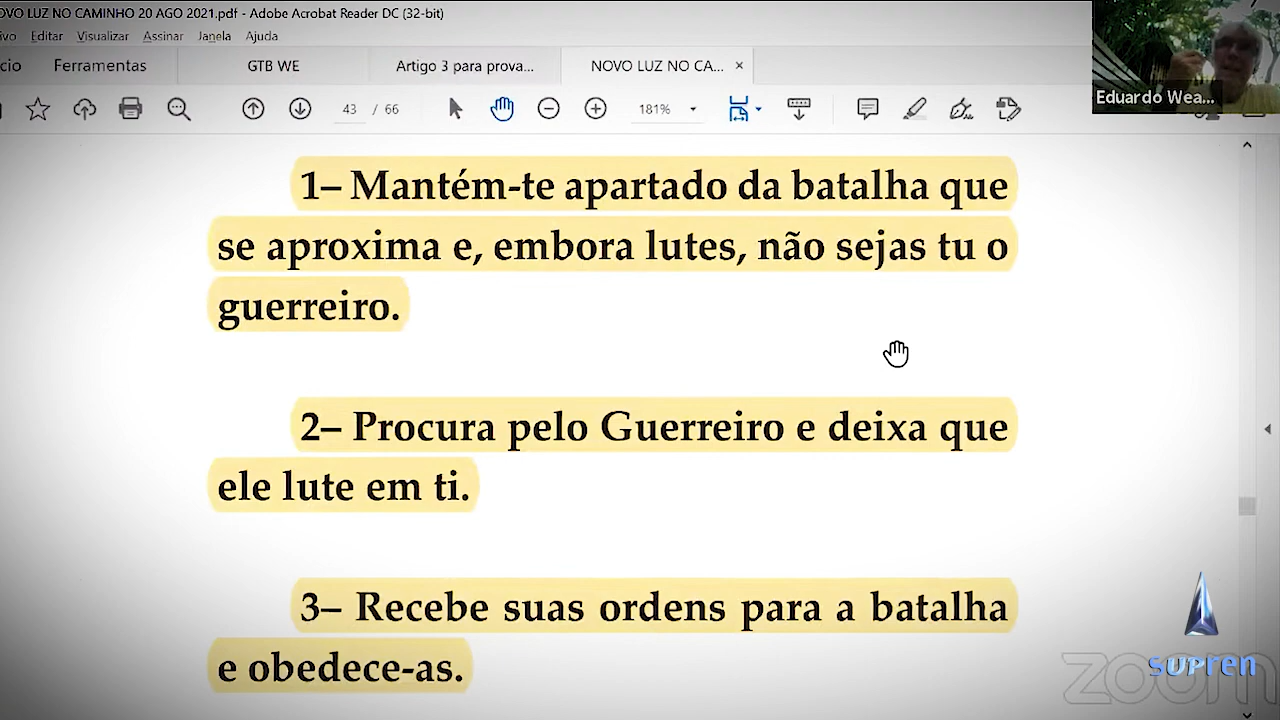 OVO LUZ NO CAMINHO 20 AGO 2021.pdf - Adobe Acrobat Reader DC (32-bit)
ivo Editar Visualizar Assinar Janela Ajuda
cio Ferramentas GTB WE Artigo 3 para prova... NOVO LUZ NO CA... ×
43 / 66 181%
Eduardo Wea...
1– Mantém-te apartado da batalha que
se aproxima e, embora lutes, não sejas tu o
guerreiro.
2– Procura pelo Guerreiro e deixa que
ele lute em ti.
3– Recebe suas ordens para a batalha
e obedece-as.
zoom
supren